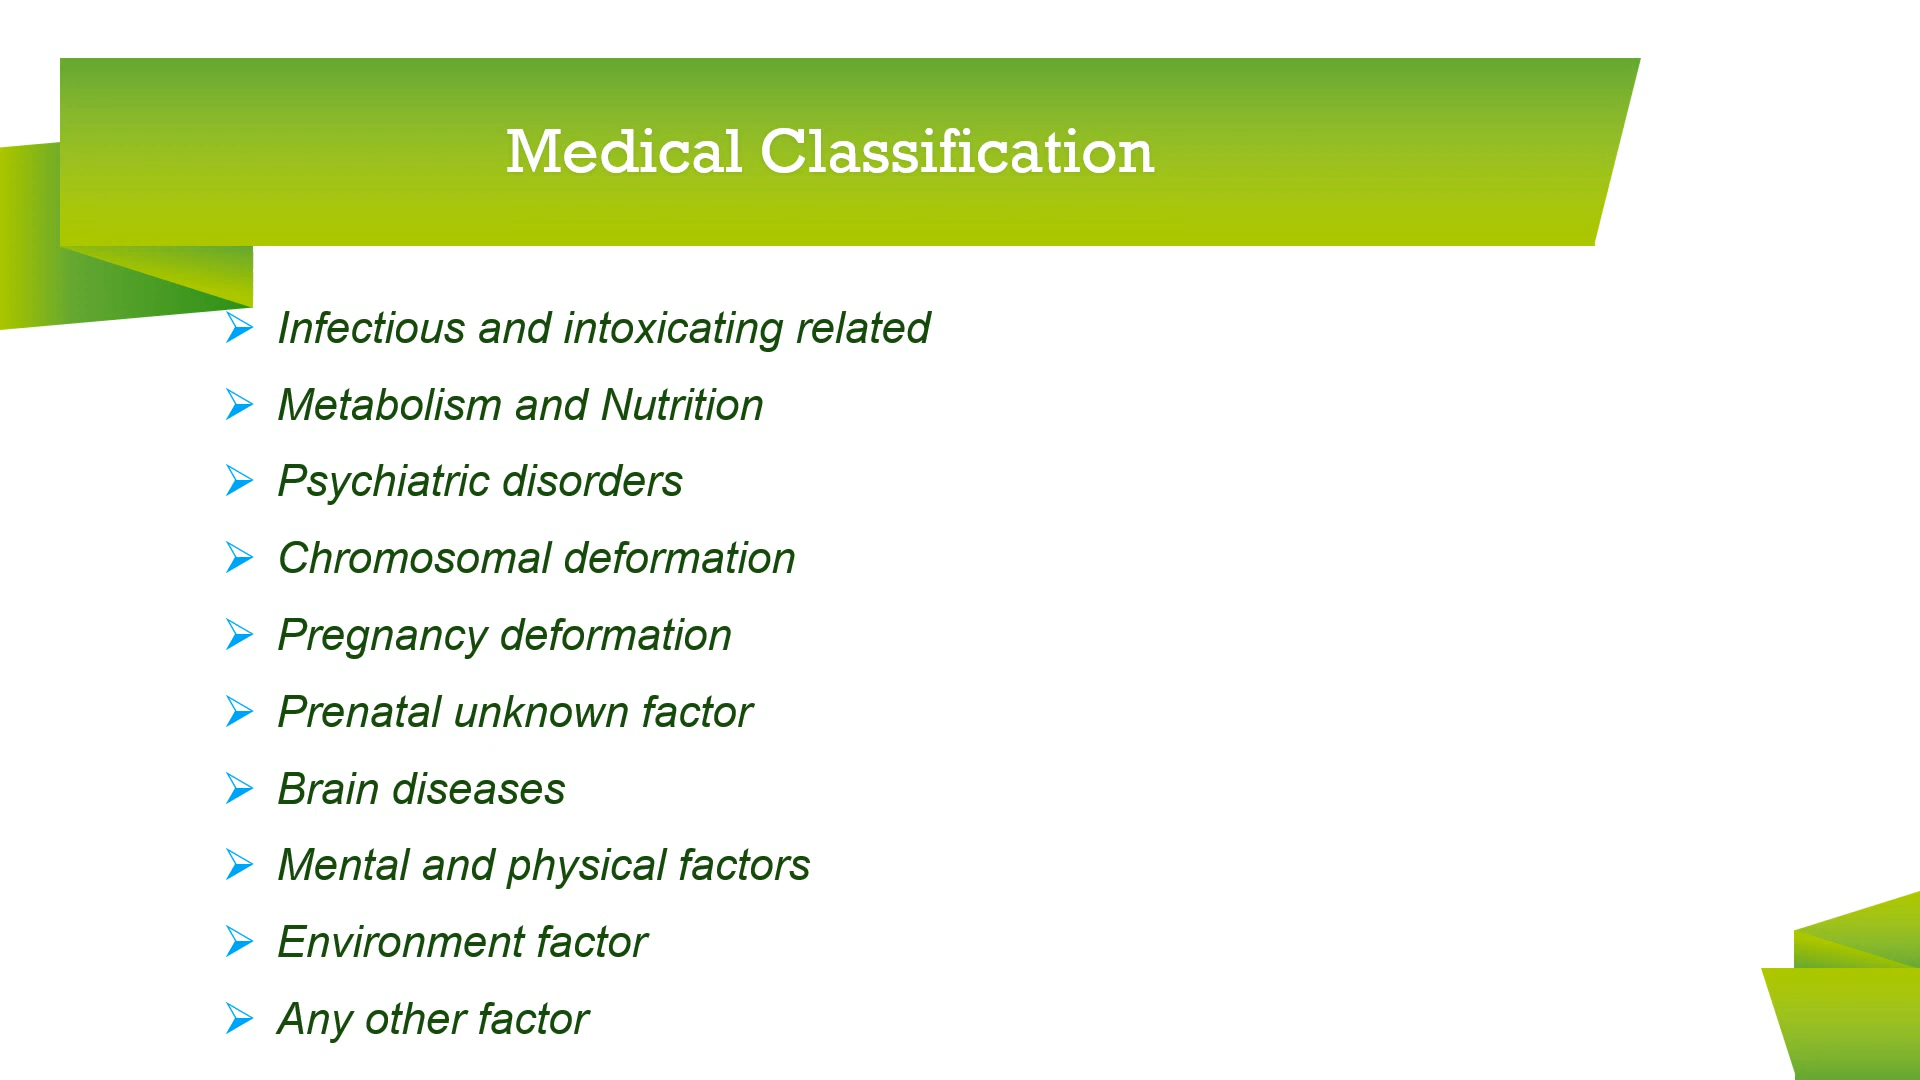 Medical Classification
Infectious and intoxicating related
Metabolism and Nutrition
Psychiatric disorders
Chromosomal deformation
Pregnancy deformation
Prenatal unknown factor
Brain diseases
Mental and physical factors
Environment factor
Any other factor